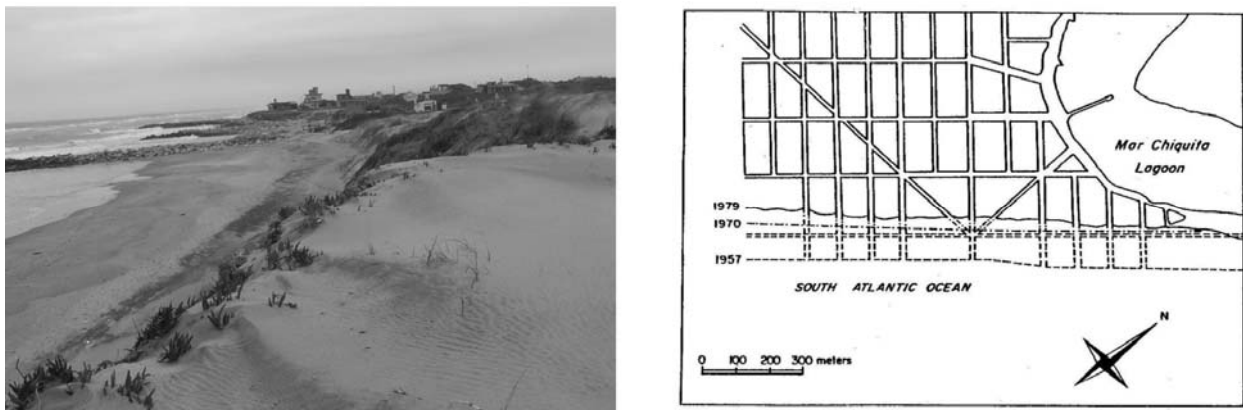 Mar Chiquita
Lagoon
1979
1970
1957
SOUTH ATLANTIC OCEAN
N
0 100 200 300 meters